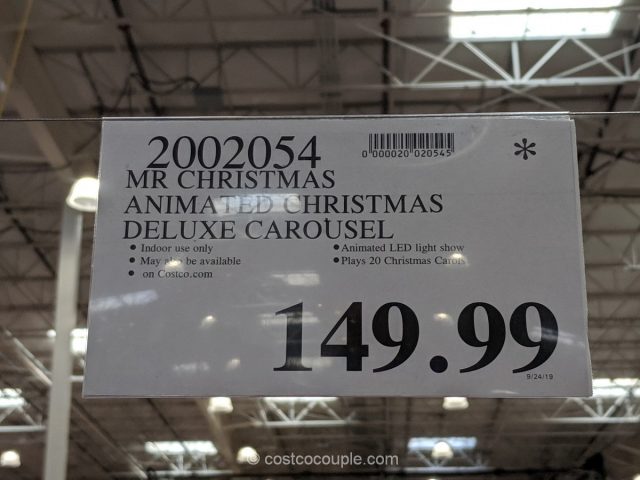 2002054
0 000020 020545
*
MR CHRISTMAS
ANIMATED CHRISTMAS
DELUXE CAROUSEL
• Indoor use only
• May also be available
• on Costco.com
• Animated LED light show
• Plays 20 Christmas Carols
149.99
9/24/19
© costcocouple.com